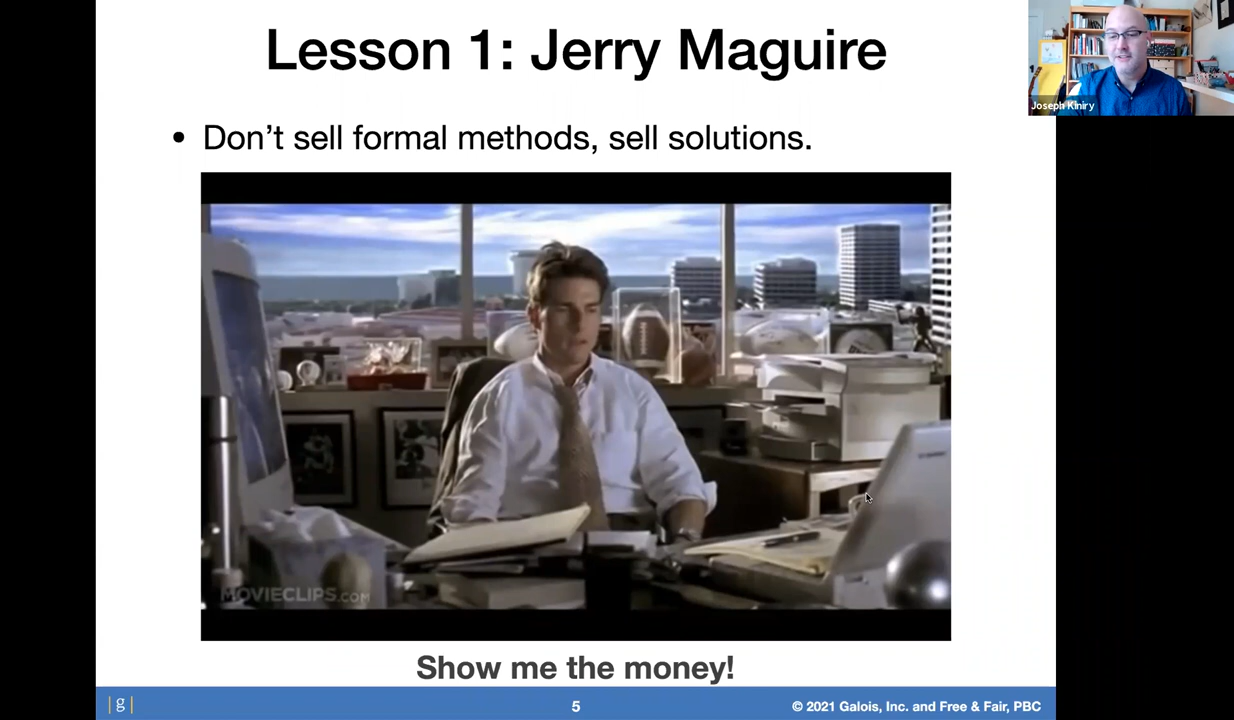 Lesson 1: Jerry Maguire
Joseph Kiniry
• Don't sell formal methods, sell solutions.
MOVIECLIPS.COM
Show me the money!
|g|
5
© 2021 Galois, Inc. and Free & Fair, PBC